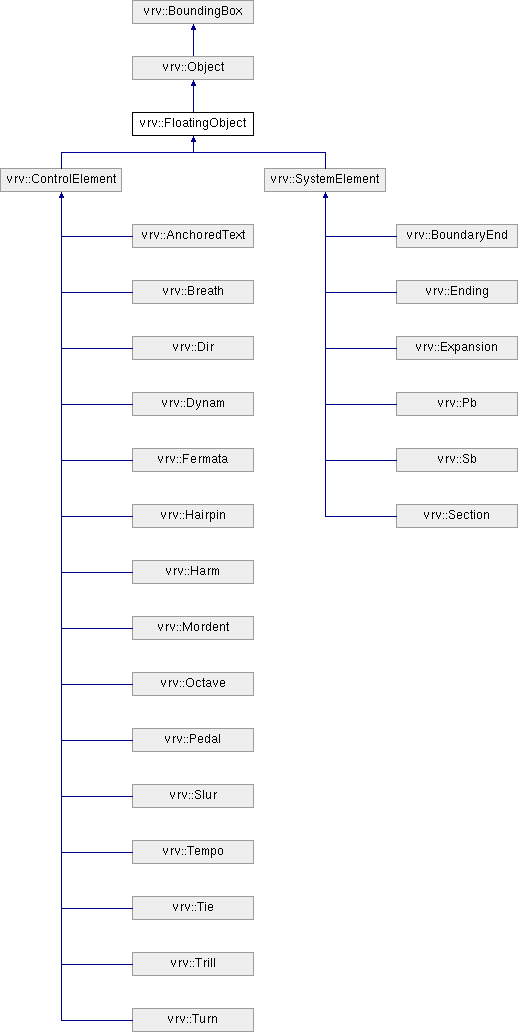 vrv::BoundingBox
vrv::Object
vrv::FloatingObject
vrv::ControlElement
vrv::SystemElement
vrv::AnchoredText
vrv::BoundaryEnd
vrv::Breath
vrv::Ending
vrv::Dir
vrv::Expansion
vrv::Dynam
vrv::Pb
vrv::Fermata
vrv::Sb
vrv::Hairpin
vrv::Section
vrv::Harm
vrv::Mordent
vrv::Octave
vrv::Pedal
vrv::Slur
vrv::Tempo
vrv::Tie
vrv::Trill
vrv::Turn